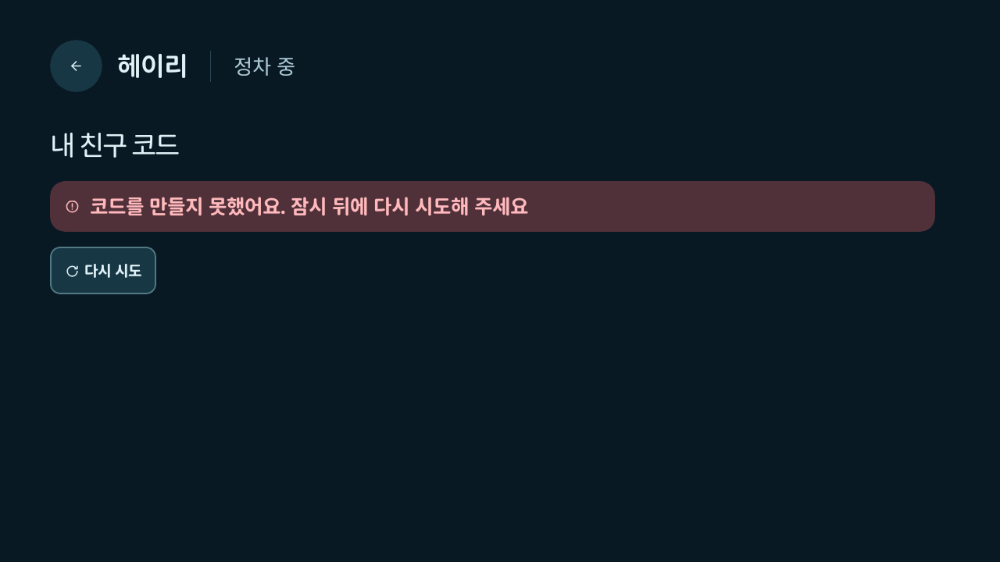 헤이리
정차 중
내 친구 코드
코드를 만들지 못했어요. 잠시 뒤에 다시 시도해 주세요
다시 시도